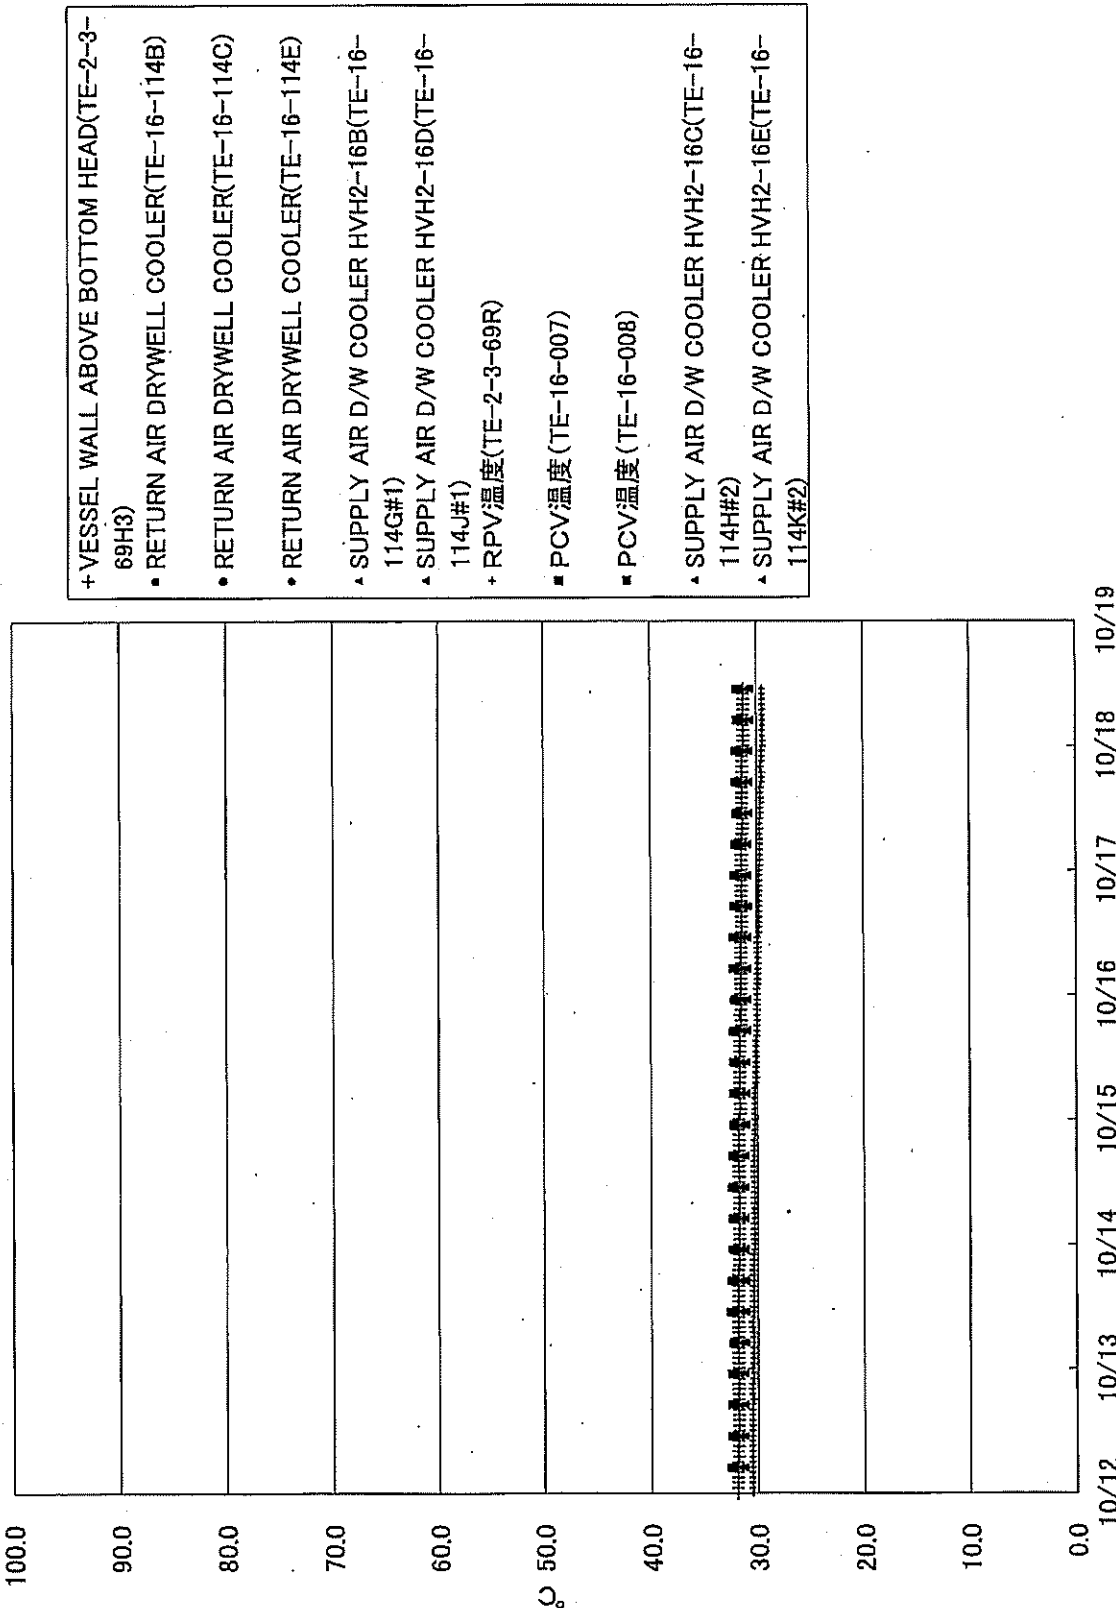 100.0
90.0
80.0
70.0
60.0
50.0
40.0
30.0
20.0
10.0
0.0
℃
10/12 10/13 10/14 10/15 10/16 10/17 10/18 10/19
+VESSEL WALL ABOVE BOTTOM HEAD(TE-2-3-
69H3)
• RETURN AIR DRYWELL COOLER(TE-16-114B)
• RETURN AIR DRYWELL COOLER(TE-16-114C)
• RETURN AIR DRYWELL COOLER(TE-16-114E)
▲ SUPPLY AIR D/W COOLER HVH2-16B(TE-16-
114G#1)
▲ SUPPLY AIR D/W COOLER HVH2-16D(TE-16-
114J#1)
+ RPV温度(TE-2-3-69R)
■ PCV温度(TE-16-007)
■ PCV温度(TE-16-008)
▲ SUPPLY AIR D/W COOLER HVH2-16C(TE-16-
114H#2)
▲ SUPPLY AIR D/W COOLER HVH2-16E(TE-16-
114K#2)